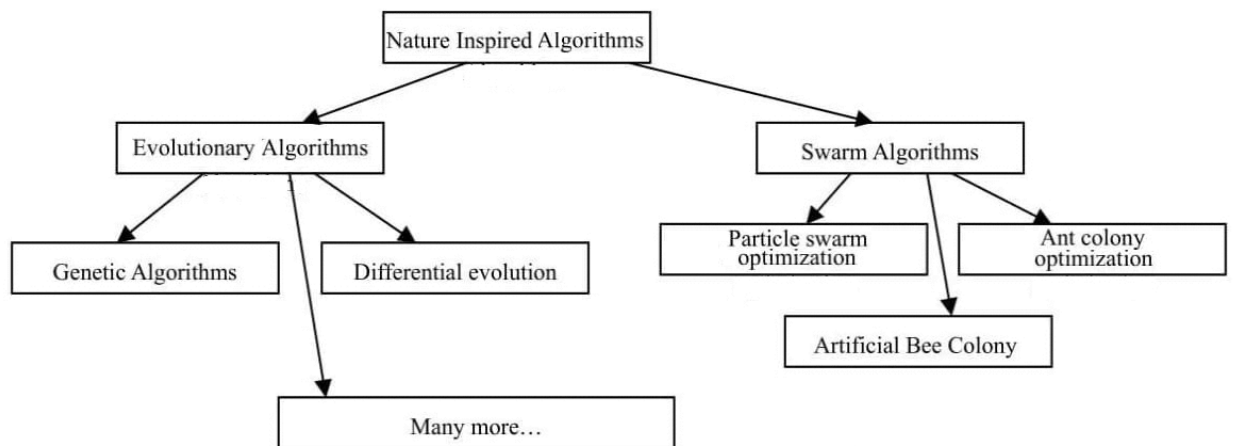 Nature Inspired Algorithms
Evolutionary Algorithms
Swarm Algorithms
Genetic Algorithms
Differential evolution
Particle swarm
optimization
Ant colony
optimization
Artificial Bee Colony
Many more…